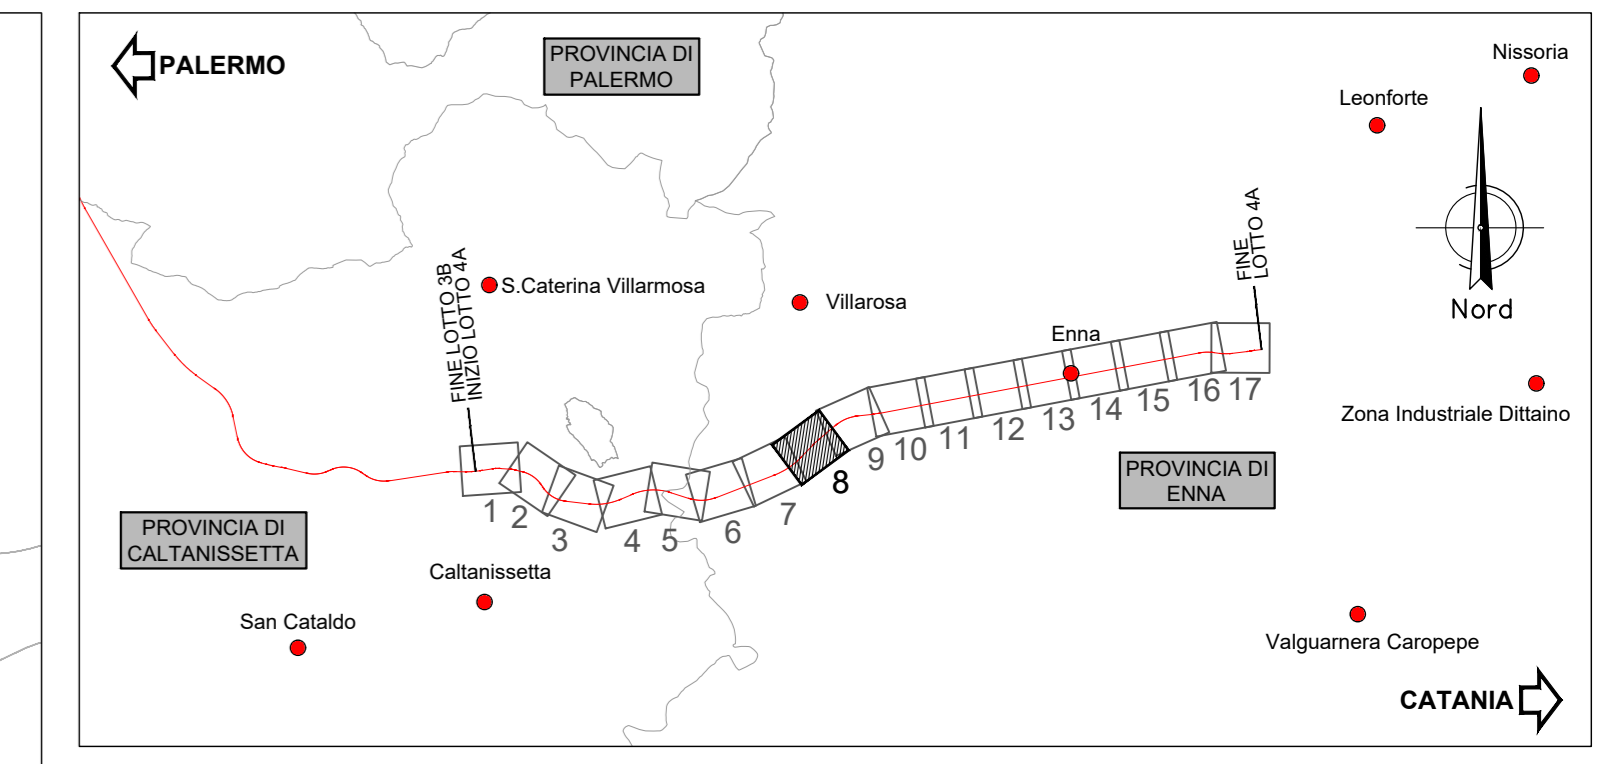 PALERMO
PROVINCIA DI
PALERMO
Nissoria
Leonforte
Nord
FINE LOTTO 3B
INIZIO LOTTO 4A
S.Caterina Villarmosa
Villarosa
FINE
LOTTO 4A
Enna
Zona Industriale Dittaino
1
2
3
4
5
6
7
8
9
10
11
12
13
14
15
16
17
PROVINCIA DI
ENNA
PROVINCIA DI
CALTANISSETTA
Caltanissetta
San Cataldo
Valguarnera Caropepe
CATANIA